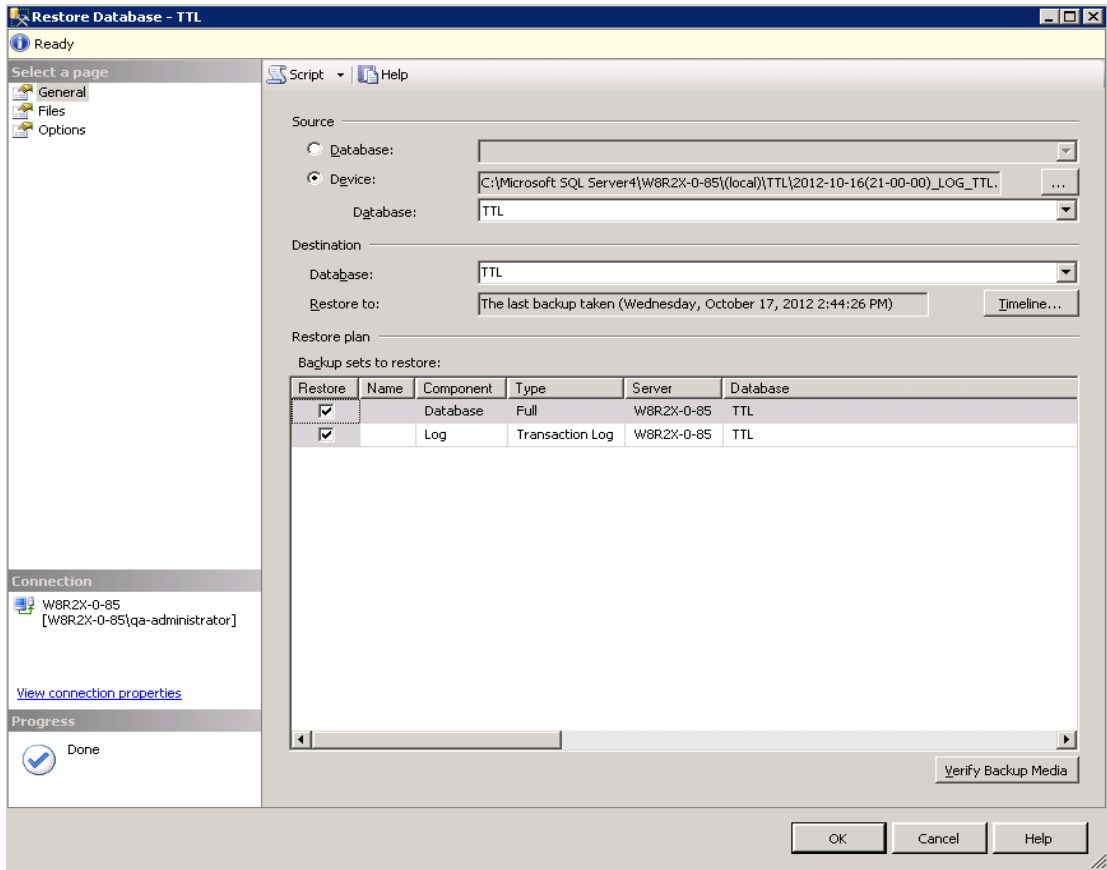 Restore Database - TTL
Ready
Select a page
General
Files
Options
Script
Help
Source
Database:
Device:
C:\Microsoft SQL Server4\W8R2X-0-85\(local)\TTL\2012-10-16(21-00-00)_LOG_TTL.
...
Database:
TTL
Destination
Database:
TTL
Restore to:
The last backup taken (Wednesday, October 17, 2012 2:44:26 PM)
Timeline...
Restore plan
Backup sets to restore:
Restore Name Component Type Server Database
Database Full W8R2X-0-85 TTL
Log Transaction Log W8R2X-0-85 TTL
Connection
W8R2X-0-85
[W8R2X-0-85\qa-administrator]
View connection properties
Progress
Done
Verify Backup Media
OK Cancel Help